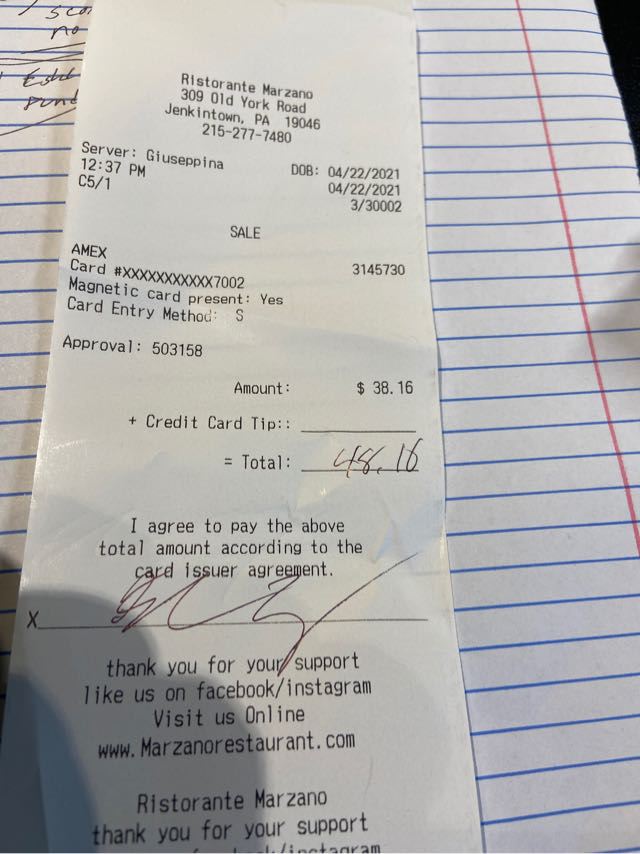 no
Ristorante Marzano
309 Old York Road
Jenkintown, PA 19046
215-277-7480
Server: Giuseppina DOB: 04/22/2021
12:37 PM 04/22/2021
C5/1 3/30002
SALE
AMEX 3145730
Card #XXXXXXXXXXX7002
Magnetic card present: Yes
Card Entry Method: S
Approval: 503158
Amount: $ 38.16
+ Credit Card Tip::
= Total: 48.16
I agree to pay the above
total amount according to the
card issuer agreement.
X
thank you for your support
like us on facebook/instagram
Visit us Online
www.Marzanorestaurant.com
Ristorante Marzano
thank you for your support
facebook/instagram